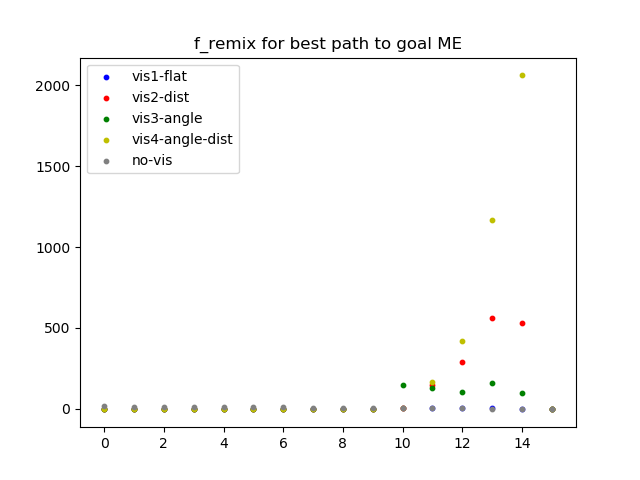 f_remix for best path to goal ME
2000
1500
1000
500
0
vis1-flat
vis2-dist
vis3-angle
vis4-angle-dist
no-vis
0 2 4 6 8 10 12 14